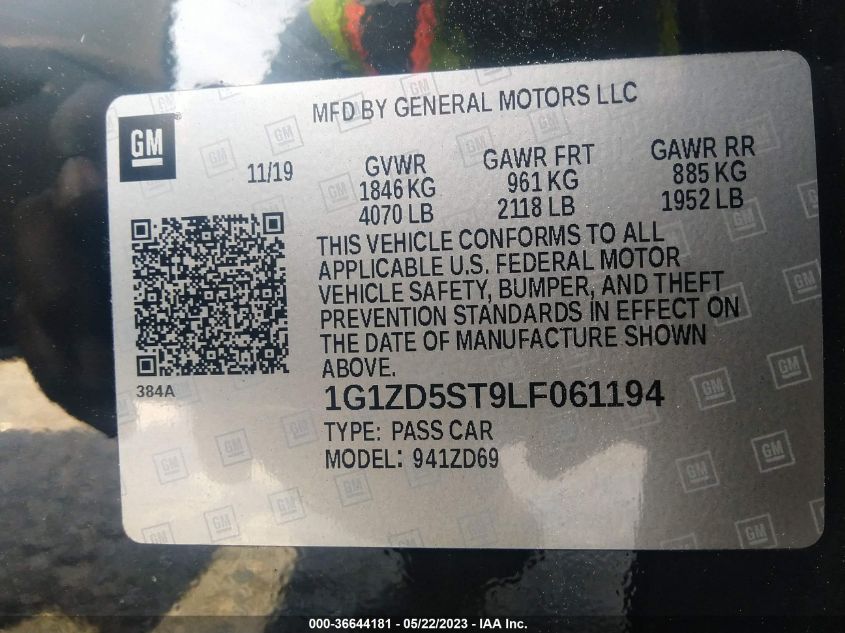 MFD BY GENERAL MOTORS LLC
GM
11/19
GVWR
1846 KG
4070 LB
GAWR FRT
961 KG
2118 LB
GAWR RR
885 KG
1952 LB
THIS VEHICLE CONFORMS TO ALL
APPLICABLE U.S. FEDERAL MOTOR
VEHICLE SAFETY, BUMPER, AND THEFT
PREVENTION STANDARDS IN EFFECT ON
THE DATE OF MANUFACTURE SHOWN
ABOVE.
384A
1G1ZD5ST9LF061194
TYPE: PASS CAR
MODEL: 941ZD69
000-36644181 - 05/22/2023 - IAA Inc.